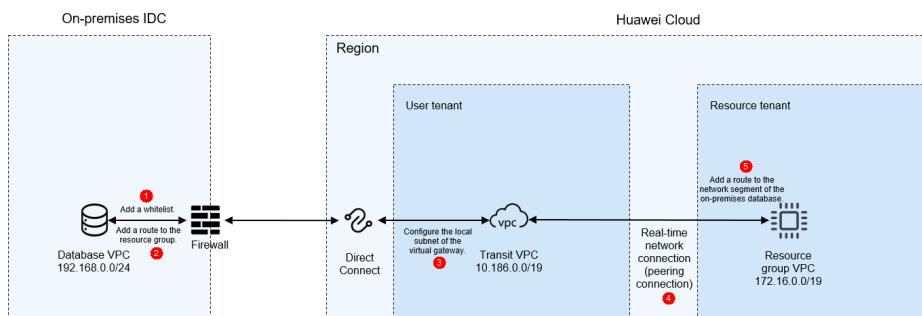 On-premises IDC
Huawei Cloud
Region
User tenant
Resource tenant
1
Add a whitelist.
Add a route to the
resource group.
2
Database VPC
192.168.0.0/24
Firewall
Direct
Connect
Configure the local
subnet of the
virtual gateway.
3
vpc
Transit VPC
10.186.0.0/19
Real-time
network
connection
(peering
connection)
4
5
Add a route to the
network segment of the
on-premises database.
Resource
group VPC
172.16.0.0/19